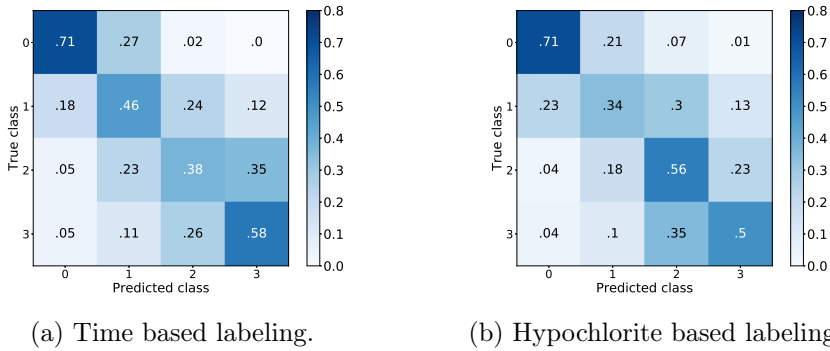 0 .71 .27 .02 .0
1 .18 .46 .24 .12
2 .05 .23 .38 .35
3 .05 .11 .26 .58
0 1 2 3
Predicted class
True class
0.8
0.7
0.6
0.5
0.4
0.3
0.2
0.1
0.0
(a) Time based labeling.
0 .71 .21 .07 .01
1 .23 .34 .3 .13
2 .04 .18 .56 .23
3 .04 .1 .35 .5
0 1 2 3
Predicted class
True class
0.8
0.7
0.6
0.5
0.4
0.3
0.2
0.1
0.0
(b) Hypochlorite based labeling